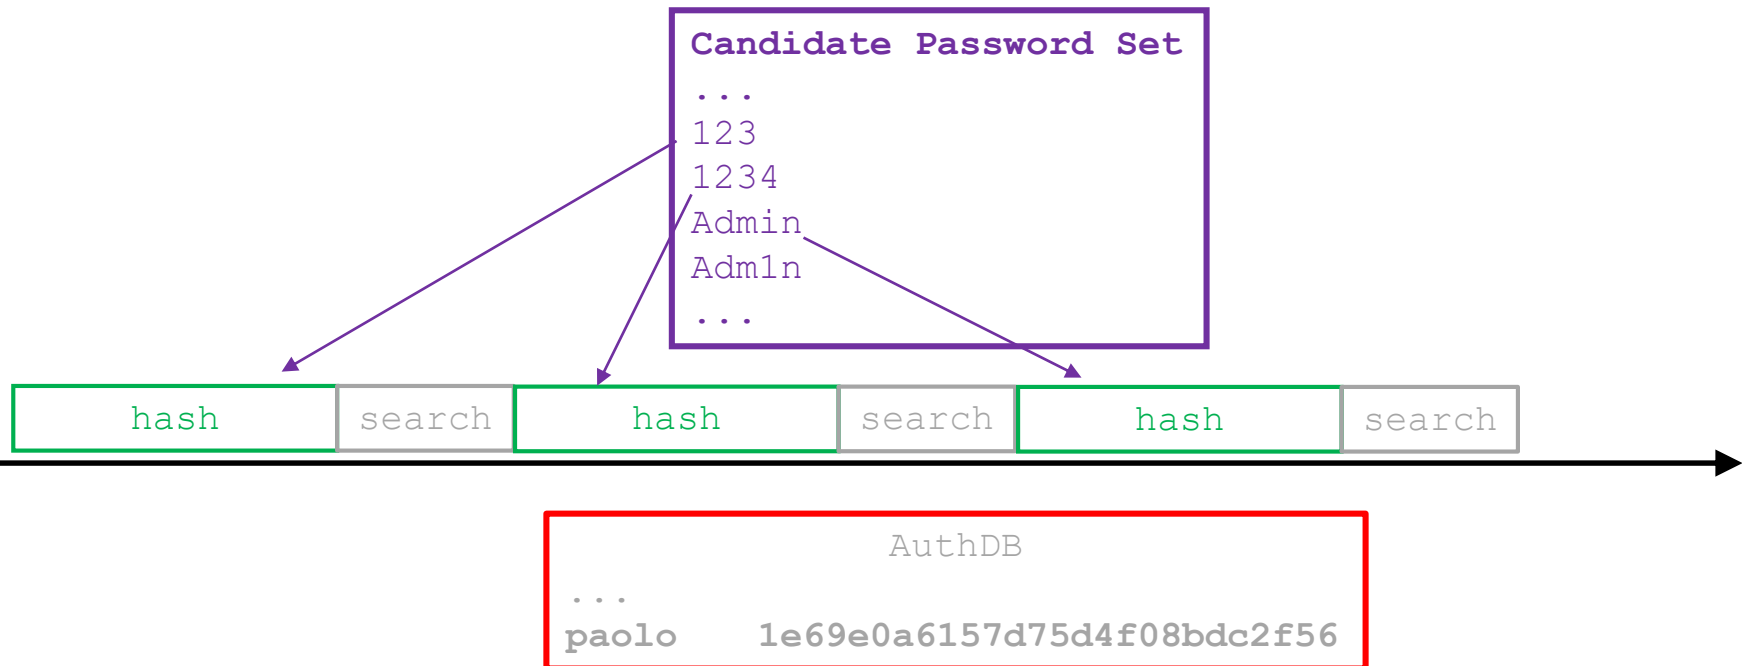 Candidate Password Set
...
123
1234
Admin
Adm1n
...
hash search hash search hash search
AuthDB
...
paolo 1e69e0a6157d75d4f08bdc2f56